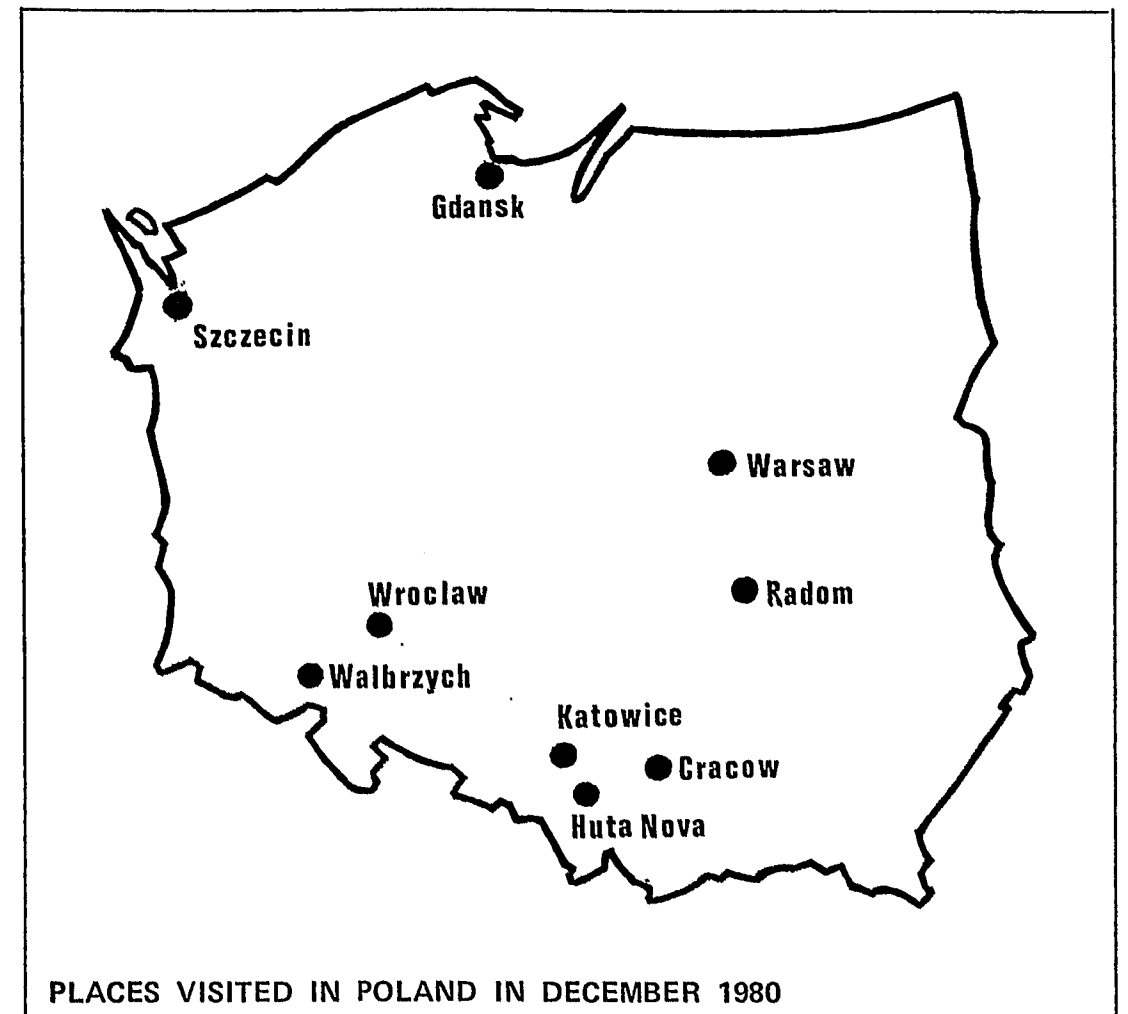 Gdansk
Szczecin
Warsaw
Wroclaw
Radom
Walbrzych
Katowice
Cracow
Huta Nova
PLACES VISITED IN POLAND IN DECEMBER 1980